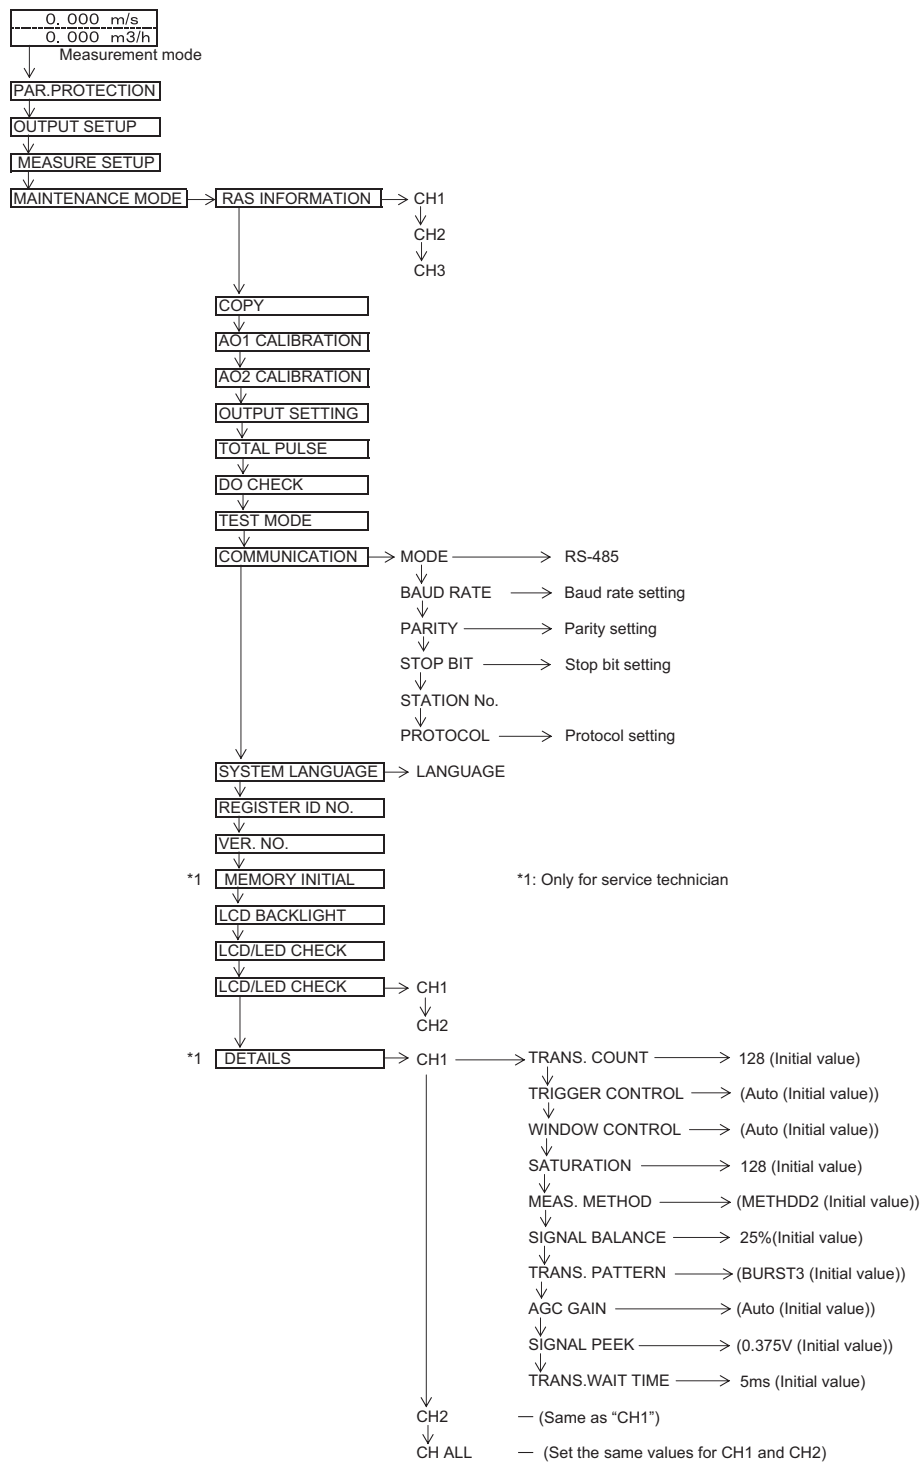 0. 000 m/s
0. 000 m3/h
Measurement mode
PAR.PROTECTION
OUTPUT SETUP
MEASURE SETUP
MAINTENANCE MODE RAS INFORMATION CH1
CH2
CH3
COPY
AO1 CALIBRATION
AO2 CALIBRATION
OUTPUT SETTING
TOTAL PULSE
DO CHECK
TEST MODE
COMMUNICATION MODE RS-485
BAUD RATE Baud rate setting
PARITY Parity setting
STOP BIT Stop bit setting
STATION No.
PROTOCOL Protocol setting
SYSTEM LANGUAGE LANGUAGE
REGISTER ID NO.
VER. NO.
*1 MEMORY INITIAL *1: Only for service technician
LCD BACKLIGHT
LCD/LED CHECK
LCD/LED CHECK CH1
CH2
*1 DETAILS CH1 TRANS. COUNT 128 (Initial value)
TRIGGER CONTROL (Auto (Initial value))
WINDOW CONTROL (Auto (Initial value))
SATURATION 128 (Initial value)
MEAS. METHOD (METHDD2 (Initial value))
SIGNAL BALANCE 25%(Initial value)
TRANS. PATTERN (BURST3 (Initial value))
AGC GAIN (Auto (Initial value))
SIGNAL PEEK (0.375V (Initial value))
TRANS.WAIT TIME 5ms (Initial value)
CH2 — (Same as “CH1”)
CH ALL — (Set the same values for CH1 and CH2)